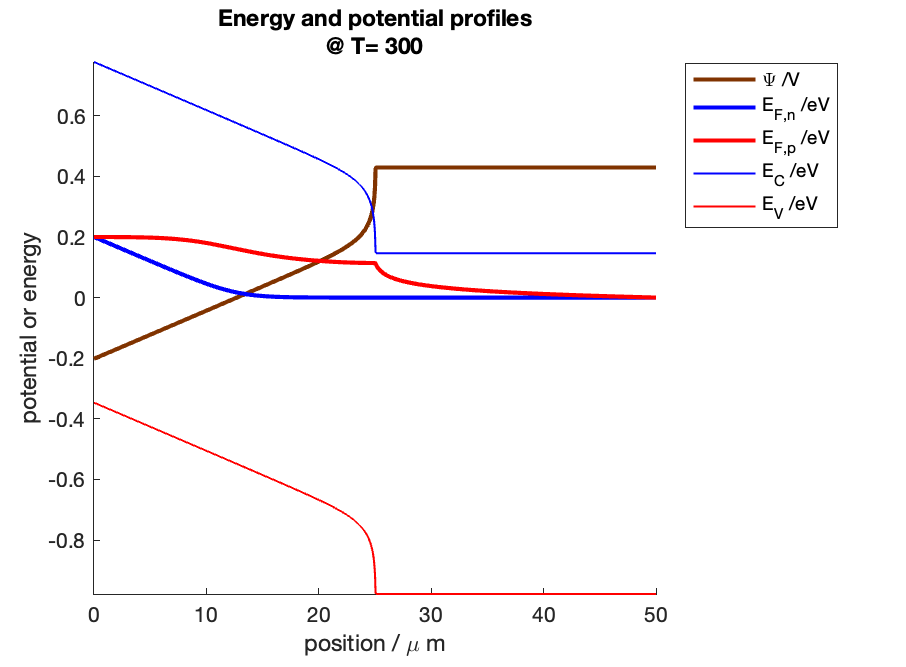 Energy and potential profiles
@ T= 300
Ψ /V
E_F,n /eV
E_F,p /eV
E_C /eV
E_V /eV
potential or energy
0.6
0.4
0.2
0
-0.2
-0.4
-0.6
-0.8
0 10 20 30 40 50
position / μ m